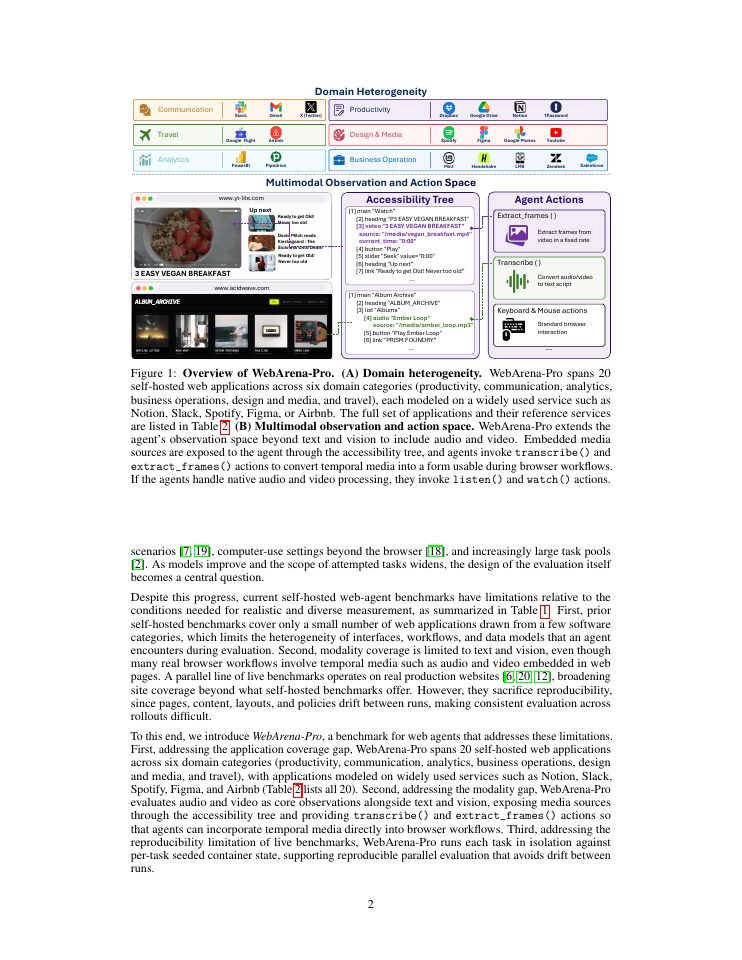 Domain Heterogeneity
Communication
Slack
Gmail
X (Twitter)
Productivity
Dropbox
Google Drive
Notion
1Password
Travel
Google Flight
Airbnb
Design & Media
Spotify
Figma
Google Photos
Youtube
Analytics
PowerBI
Pipedrive
Business Operation
Mint
Handshake
LMS
Zendesk
Salesforce
Multimodal Observation and Action Space
www.yt-lite.com
Up next
Ready to get Old!
Never too old
David Mitch reads
Kierkegaard - The
Ready to get Old!
Never too old
3 EASY VEGAN BREAKFAST
www.acidwave.com
ALBUM_ARCHIVE
Accessibility Tree
[1] main "Watch"
[2] heading "P3 EASY VEGAN BREAKFAST"
[3] video "3 EASY VEGAN BREAKFAST"
source: "/media/vegan_breakfast.mp4"
current_time: "0:00"
[4] button "Play"
[5] slider "Seek" value="0:00"
[6] heading "Up next"
[7] link "Ready to get Old! Never too old"
...
[1] main "Album Archive"
[2] heading "ALBUM_ARCHIVE"
[3] list "Albums"
[4] audio "Ember Loop"
source: "/media/ember_loop.mp3"
[5] button "Play Ember Loop"
[6] link "PRISM FOUNDRY"
...
Agent Actions
Extract_frames ( )
Extract frames from
video in a fixed rate
Transcribe ( )
Convert audio/video
to text script
Keyboard & Mouse actions
Standard browser
interaction
...
Figure 1: Overview of WebArena-Pro. (A) Domain heterogeneity. WebArena-Pro spans 20
self-hosted web applications across six domain categories (productivity, communication, analytics,
business operations, design and media, and travel), each modeled on a widely used service such as
Notion, Slack, Spotify, Figma, or Airbnb. The full set of applications and their reference services
are listed in Table 2. (B) Multimodal observation and action space. WebArena-Pro extends the
agent's observation space beyond text and vision to include audio and video. Embedded media
sources are exposed to the agent through the accessibility tree, and agents invoke transcribe() and
extract_frames() actions to convert temporal media into a form usable during browser workflows.
If the agents handle native audio and video processing, they invoke listen() and watch() actions.
scenarios [7, 19], computer-use settings beyond the browser [18], and increasingly large task pools
[2]. As models improve and the scope of attempted tasks widens, the design of the evaluation itself
becomes a central question.
Despite this progress, current self-hosted web-agent benchmarks have limitations relative to the
conditions needed for realistic and diverse measurement, as summarized in Table 1. First, prior
self-hosted benchmarks cover only a small number of web applications drawn from a few software
categories, which limits the heterogeneity of interfaces, workflows, and data models that an agent
encounters during evaluation. Second, modality coverage is limited to text and vision, even though
many real browser workflows involve temporal media such as audio and video embedded in web
pages. A parallel line of live benchmarks operates on real production websites [6, 20, 12], broadening
site coverage beyond what self-hosted benchmarks offer. However, they sacrifice reproducibility,
since pages, content, layouts, and policies drift between runs, making consistent evaluation across
rollouts difficult.
To this end, we introduce WebArena-Pro, a benchmark for web agents that addresses these limitations.
First, addressing the application coverage gap, WebArena-Pro spans 20 self-hosted web applications
across six domain categories (productivity, communication, analytics, business operations, design
and media, and travel), with applications modeled on widely used services such as Notion, Slack,
Spotify, Figma, and Airbnb (Table 2 lists all 20). Second, addressing the modality gap, WebArena-Pro
evaluates audio and video as core observations alongside text and vision, exposing media sources
through the accessibility tree and providing transcribe() and extract_frames() actions so
that agents can incorporate temporal media directly into browser workflows. Third, addressing the
reproducibility limitation of live benchmarks, WebArena-Pro runs each task in isolation against
per-task seeded container state, supporting reproducible parallel evaluation that avoids drift between
runs.
2